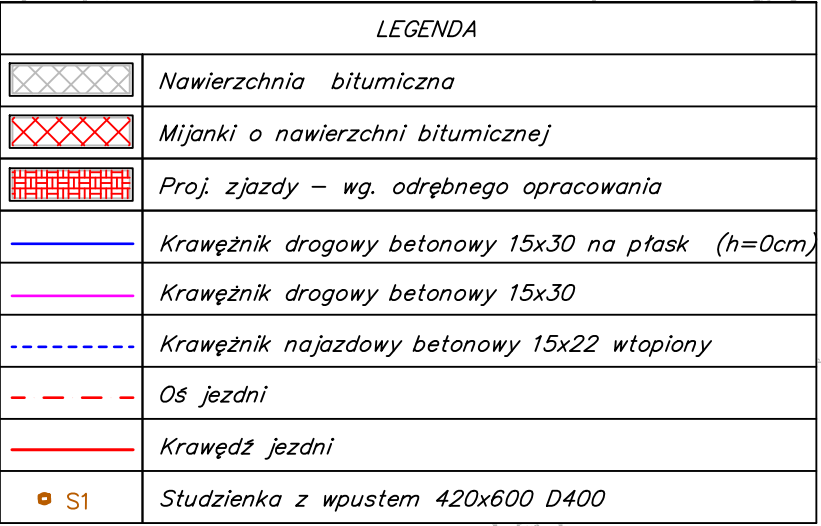 LEGENDA
Nawierzchnia bitumiczna
Mijanki o nawierzchni bitumicznej
Proj. zjazdy – wg. odrębnego opracowania
Krawężnik drogowy betonowy 15x30 na płask (h=0cm)
Krawężnik drogowy betonowy 15x30
Krawężnik najazdowy betonowy 15x22 wtopiony
Oś jezdni
Krawędź jezdni
S1 Studzienka z wpustem 420x600 D400